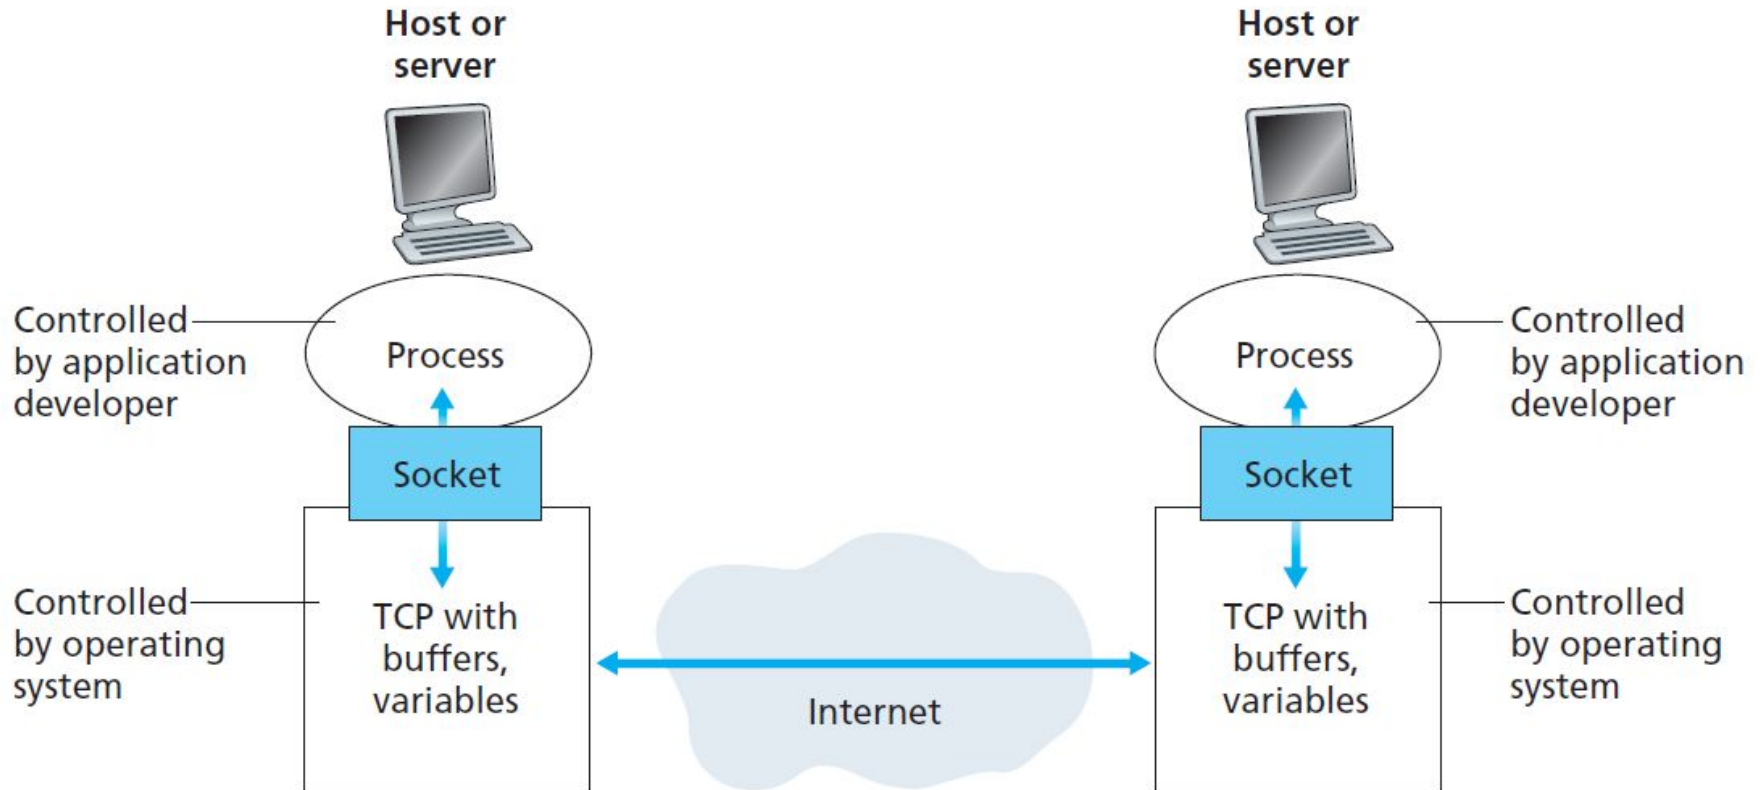 Host or
server
Host or
server
Controlled
by application
developer
Process
Process
Controlled
by application
developer
Socket
Socket
Controlled
by operating
system
TCP with
buffers,
variables
Internet
TCP with
buffers,
variables
Controlled
by operating
system